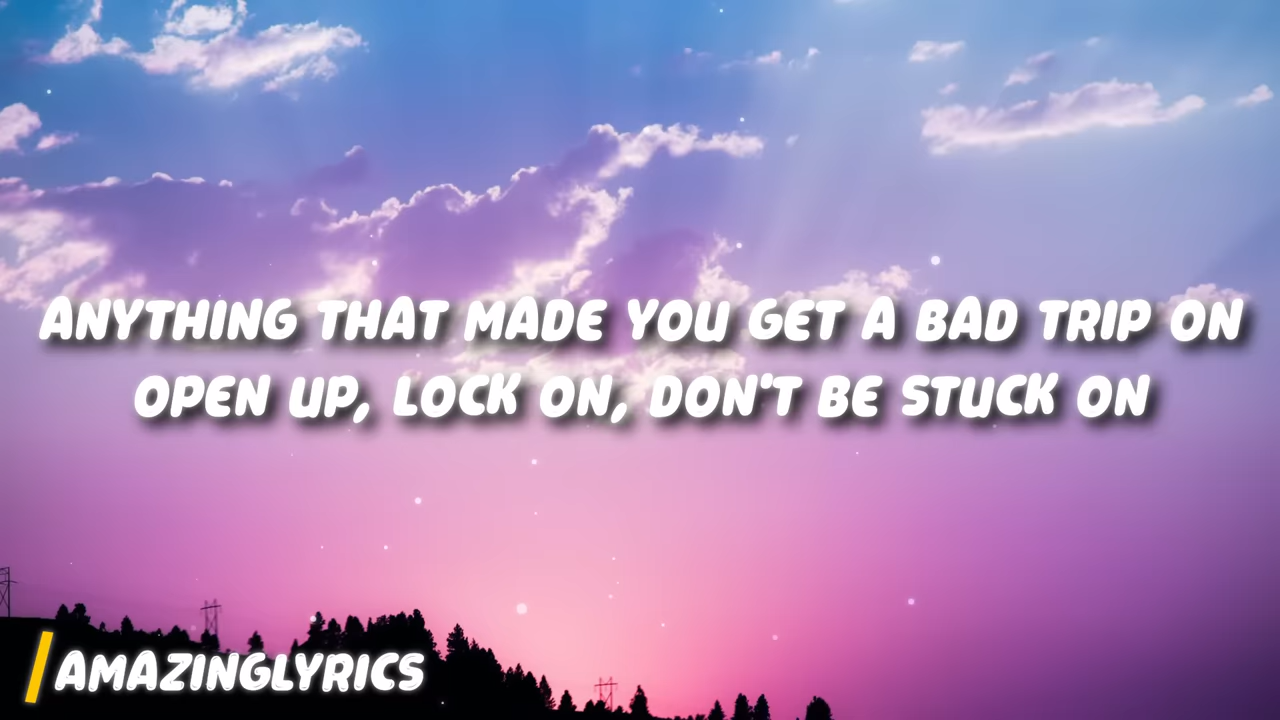 ANYTHING THAT MADE YOU GET A BAD TRIP ON
OPEN UP, LOCK ON, DON'T BE STUCK ON
AMAZINGLYRICS